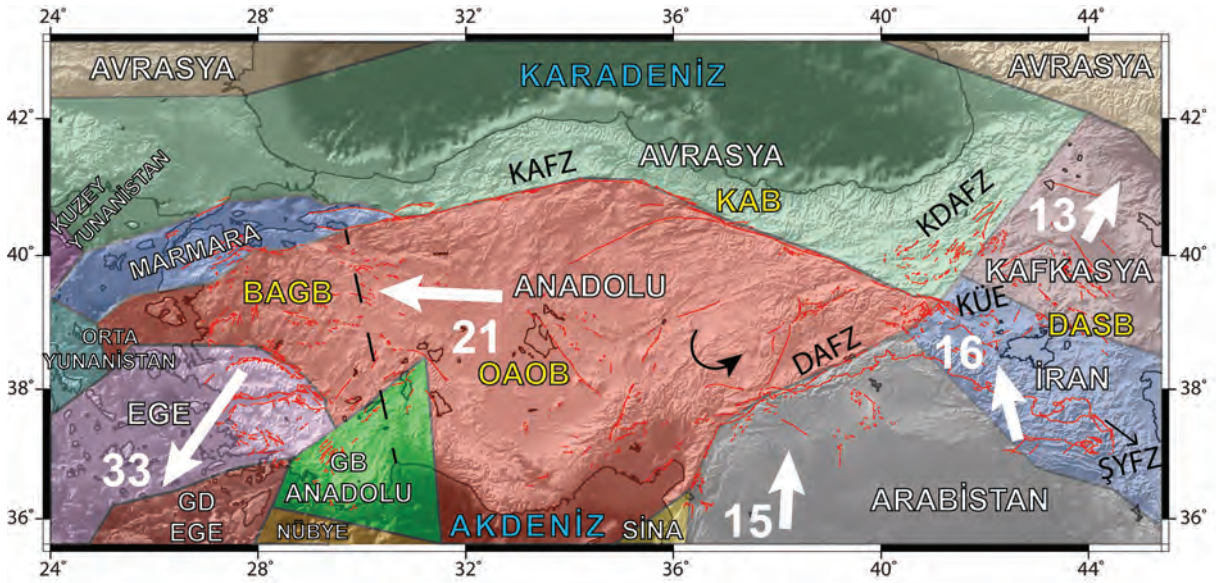 24° 28° 32° 36° 40° 44°
AVRASYA
KARADENİZ
AVRASYA
42°
42°
AVRASYA
KAFZ
KAB
KDAFZ
KUZEY
YUNANİSTAN
13
40°
40°
MARMARA
KAFKASYA
BAGB
ANADOLU
KÜE
21
DASB
ORTA
YUNANİSTAN
DAFZ
16
OAOB
İRAN
38°
38°
EGE
ŞYFZ
33
GB
ANADOLU
GD
EGE
ARABİSTAN
15
36°
36°
NÜBYE
AKDENİZ
SİNA
24° 28° 32° 36° 40° 44°